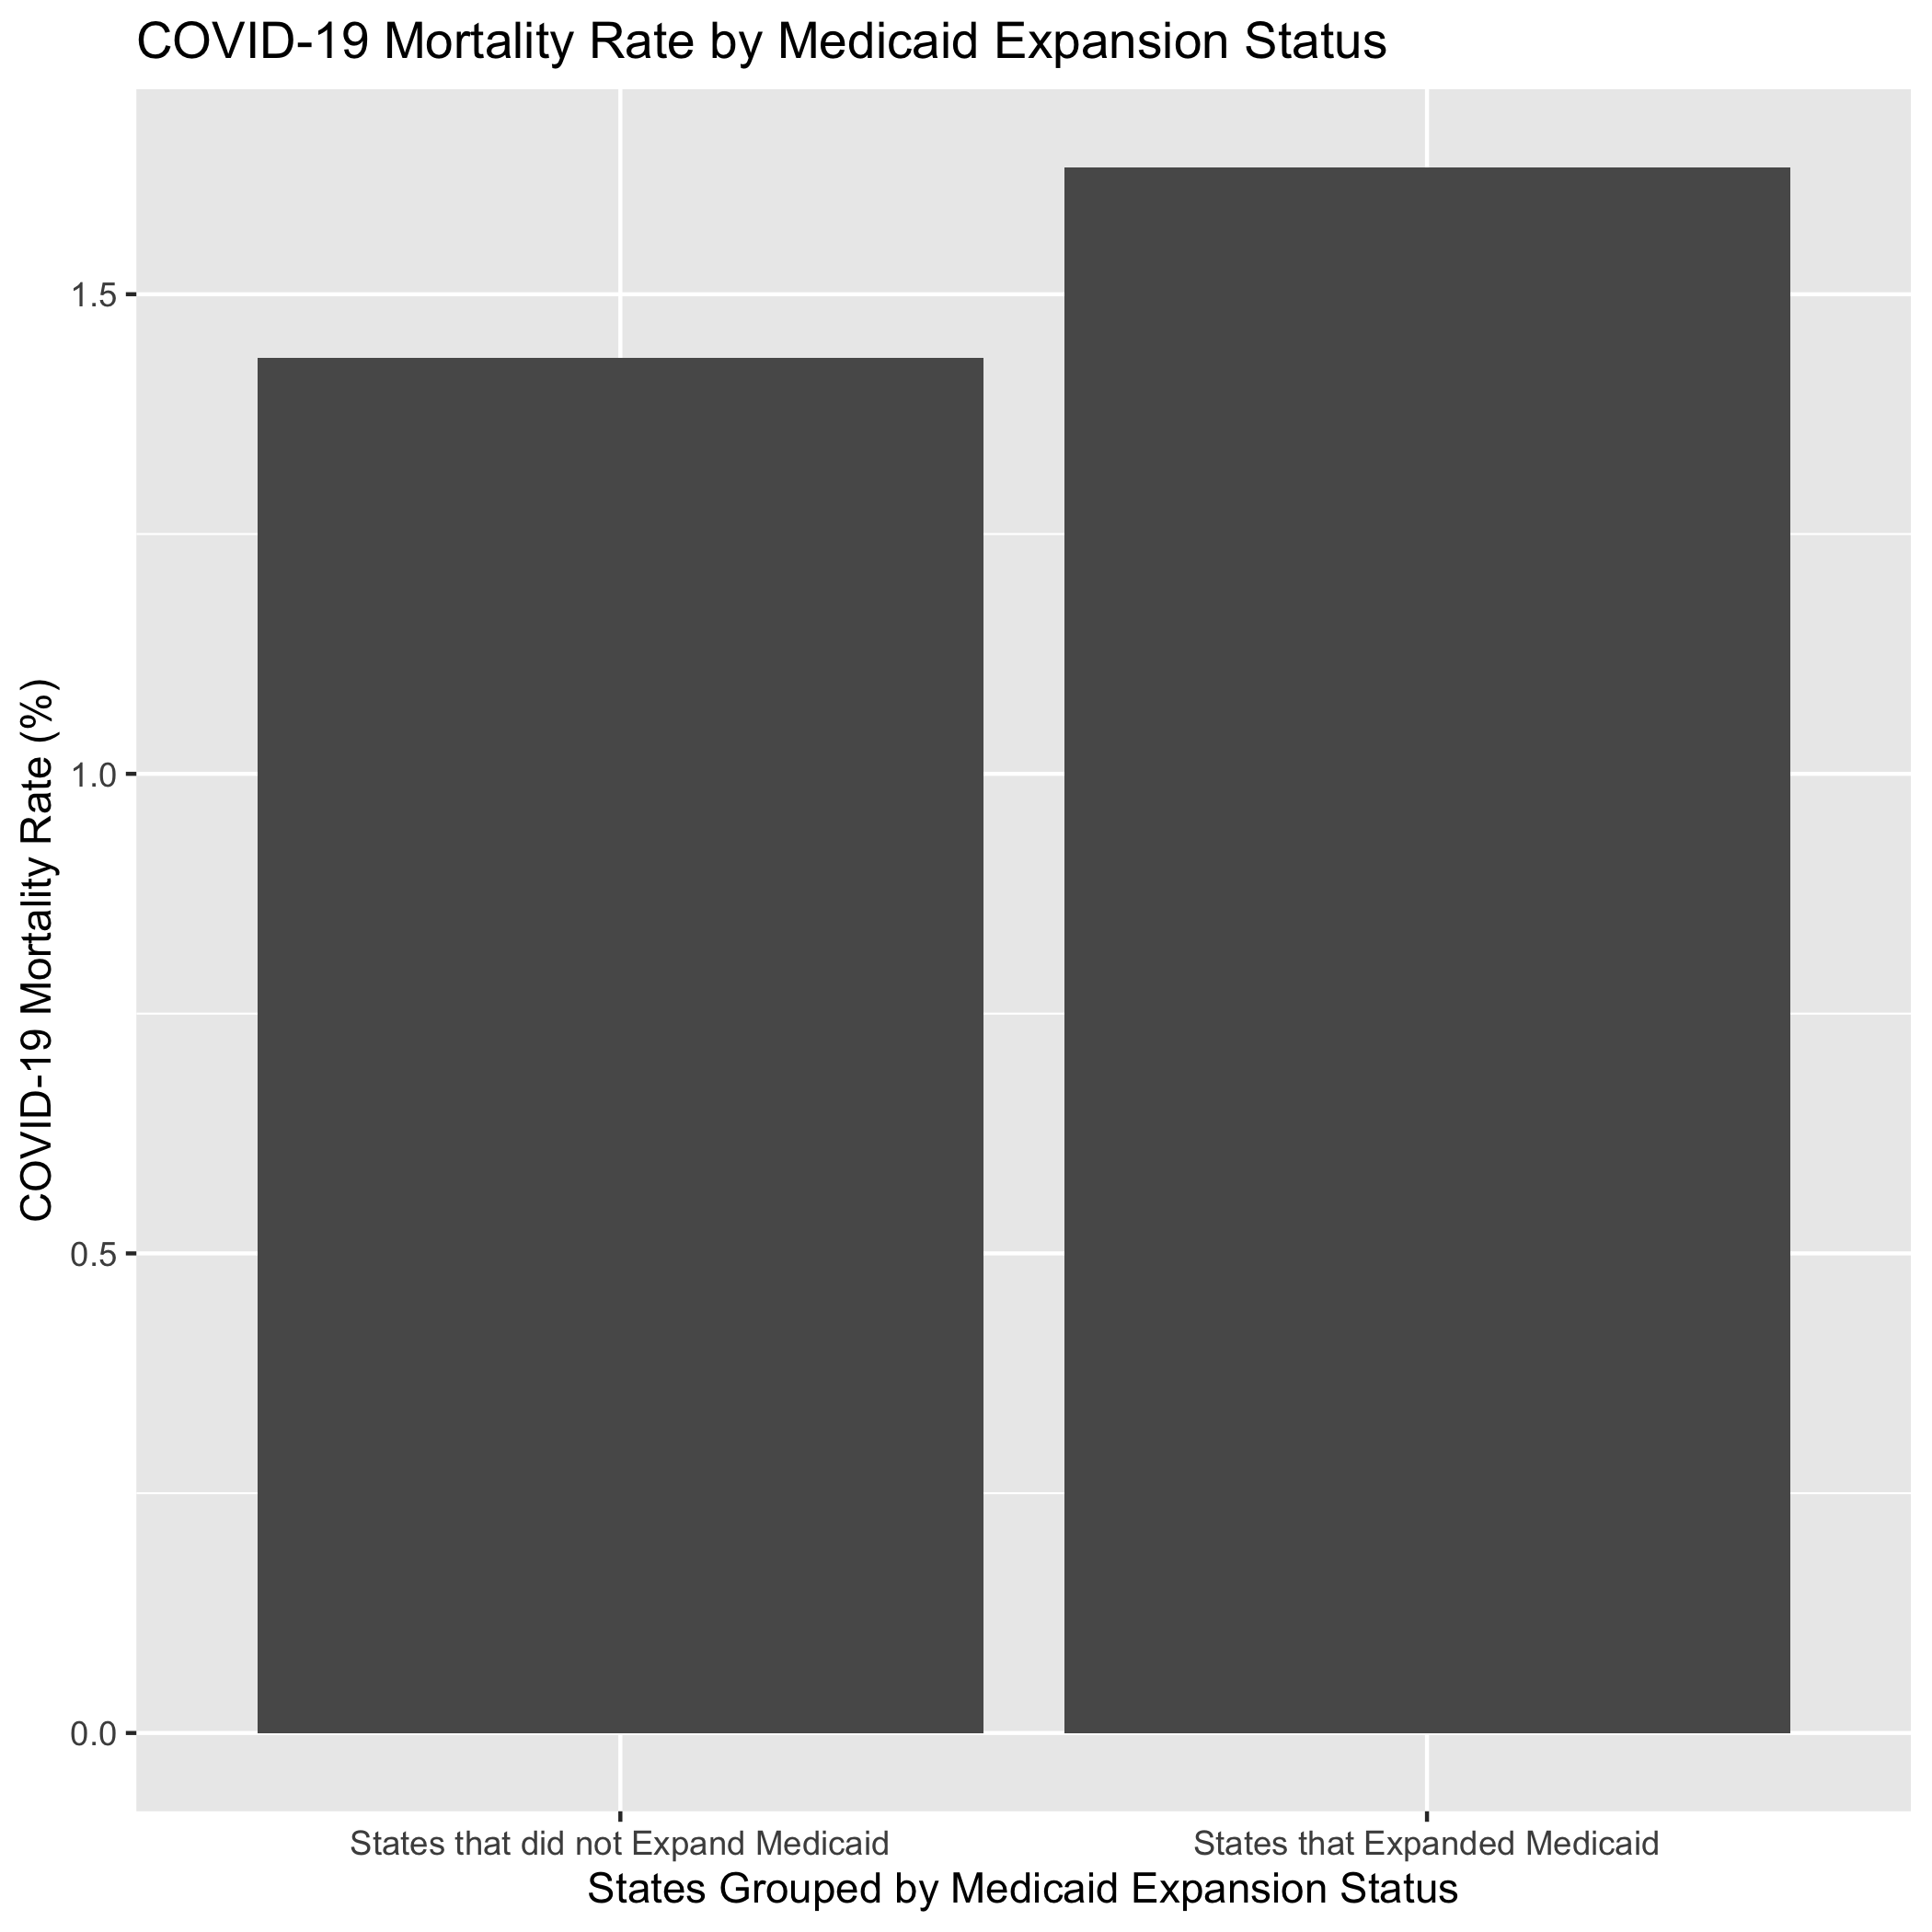 COVID-19 Mortality Rate by Medicaid Expansion Status
COVID-19 Mortality Rate (%)
1.5
1.0
0.5
0.0
States that did not Expand Medicaid
States that Expanded Medicaid
States Grouped by Medicaid Expansion Status